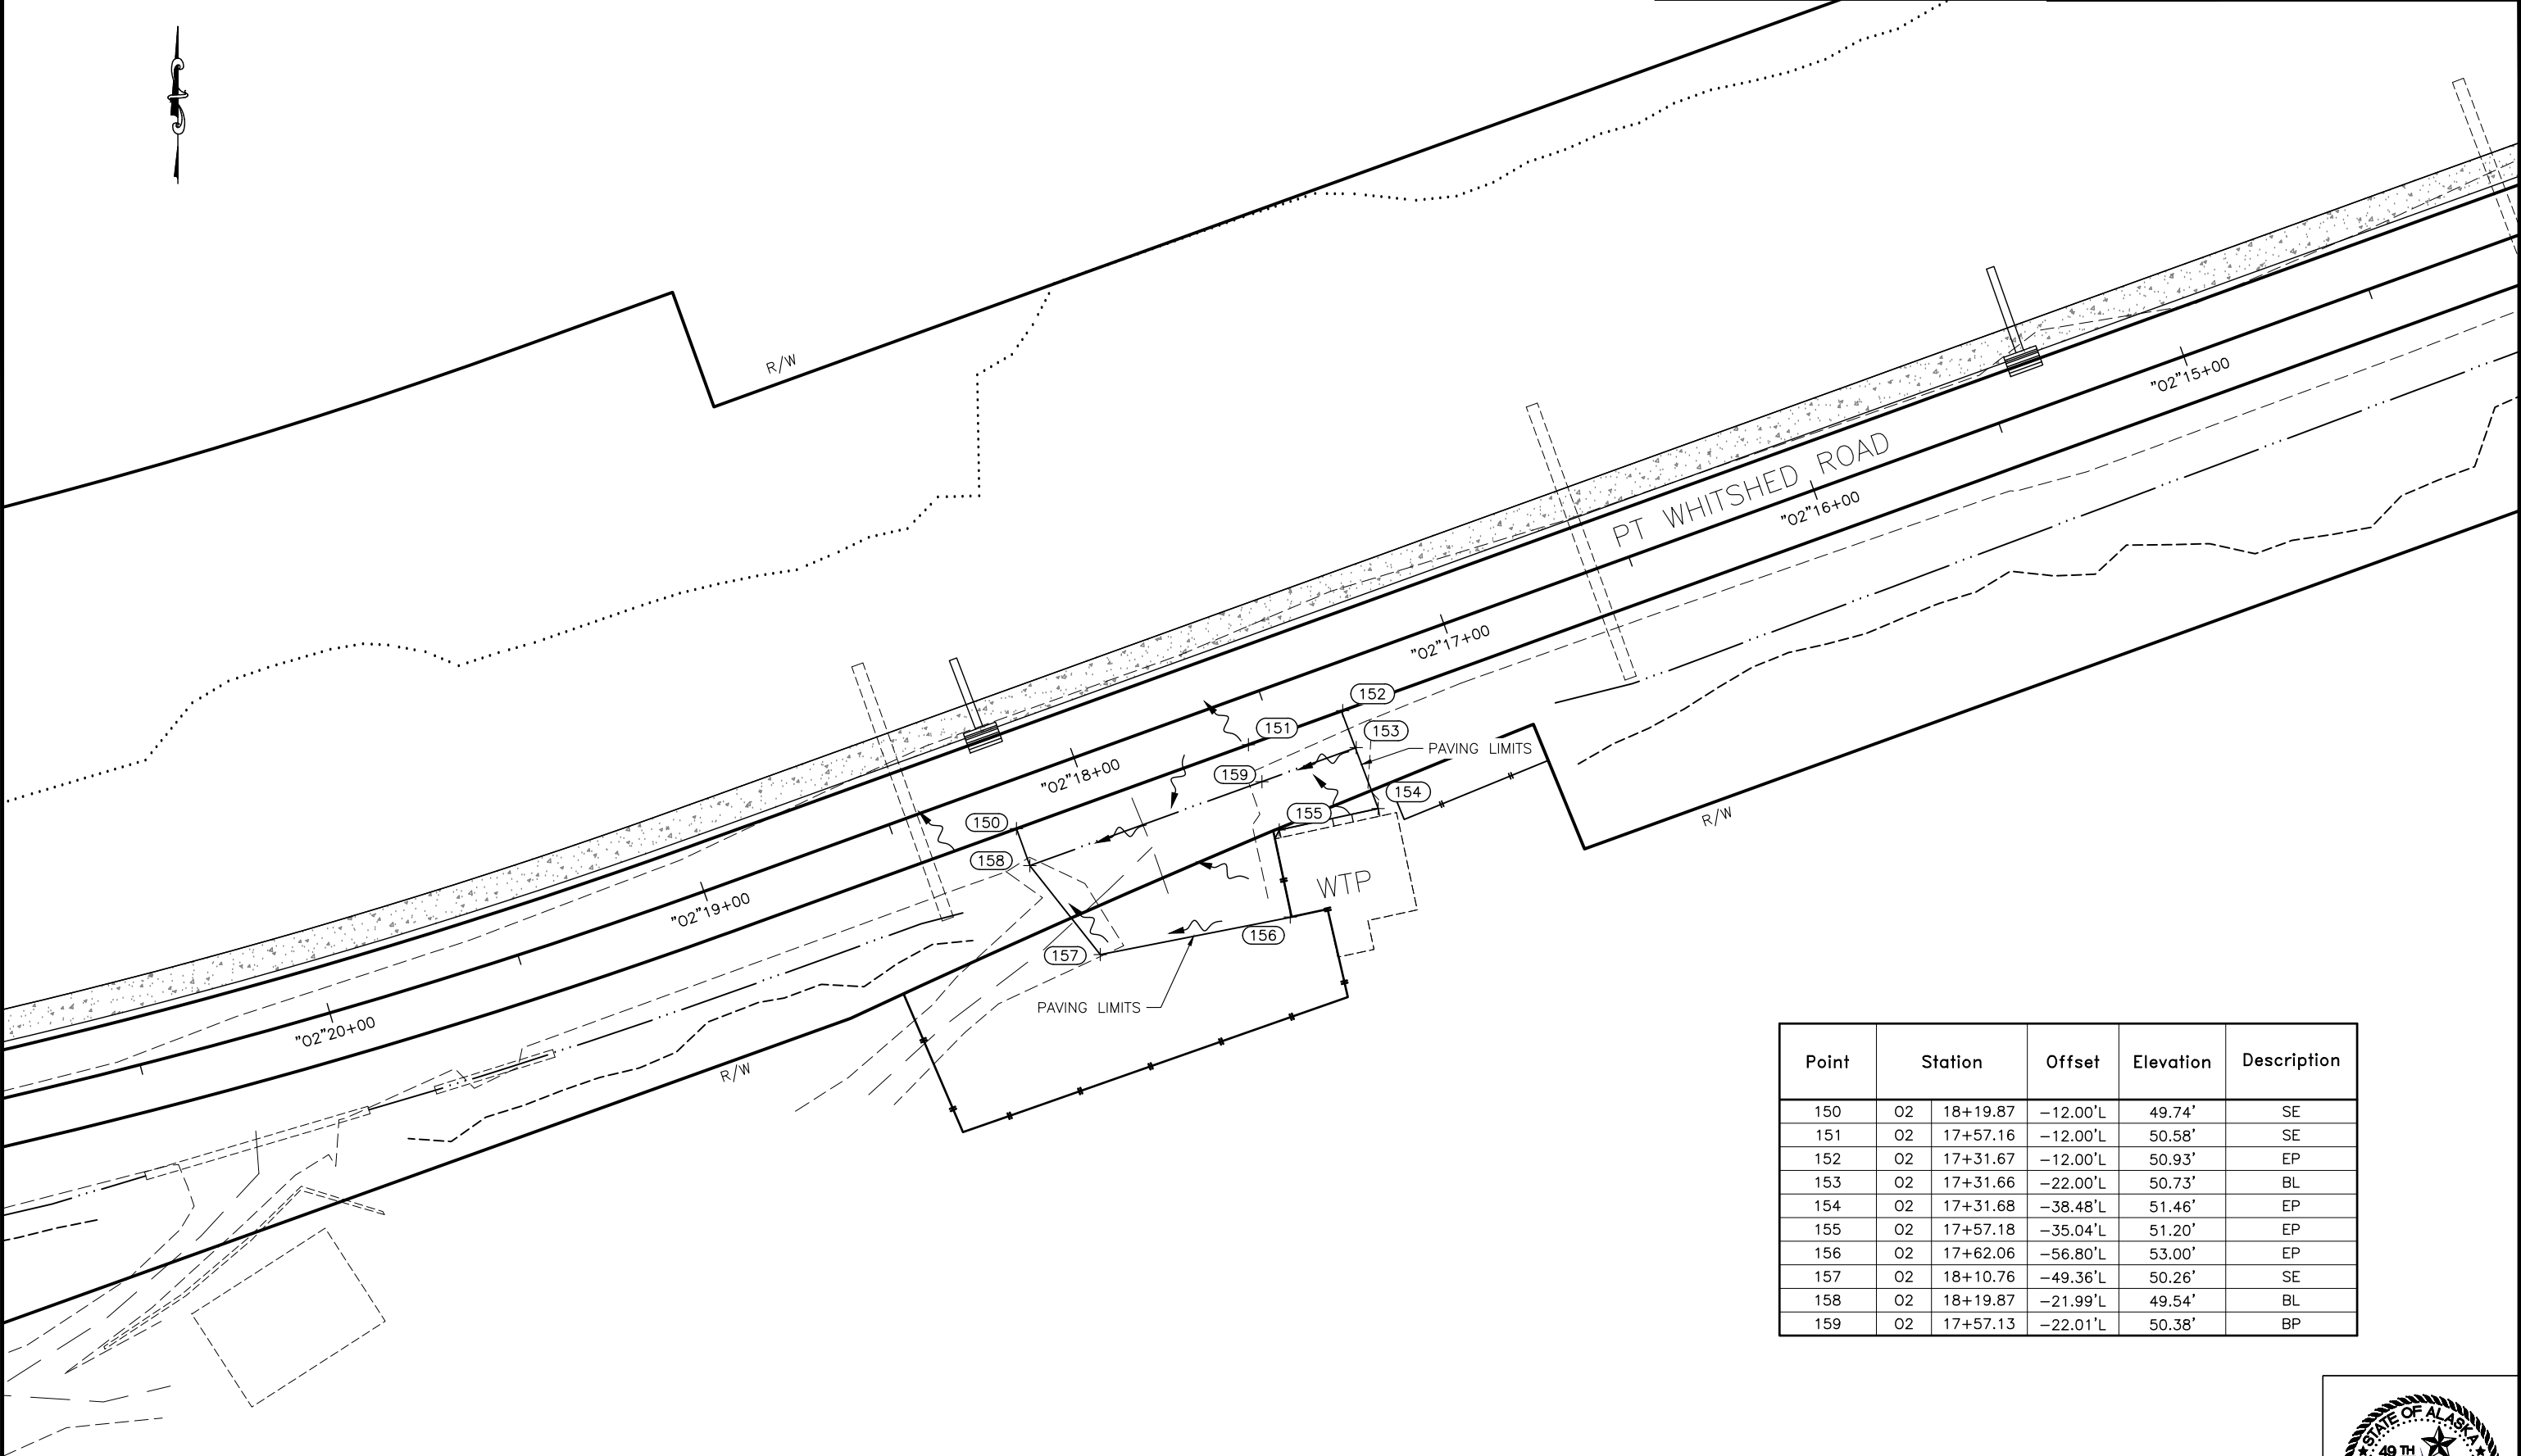 R/W
"02"15+00
PT WHITSHED ROAD
"02"16+00
"02"17+00
152
151
153
PAVING LIMITS
159
"02"18+00
154
155
150
R/W
158
WTP
"02"19+00
156
157
PAVING LIMITS
"02"20+00
R/W
Point Station Offset Elevation Description
150 02 18+19.87 -12.00'L 49.74' SE
151 02 17+57.16 -12.00'L 50.58' SE
152 02 17+31.67 -12.00'L 50.93' EP
153 02 17+31.66 -22.00'L 50.73' BL
154 02 17+31.68 -38.48'L 51.46' EP
155 02 17+57.18 -35.04'L 51.20' EP
156 02 17+62.06 -56.80'L 53.00' EP
157 02 18+10.76 -49.36'L 50.26' SE
158 02 18+19.87 -21.99'L 49.54' BL
159 02 17+57.13 -22.01'L 50.38' BP
STATE OF ALASKA
49 TH